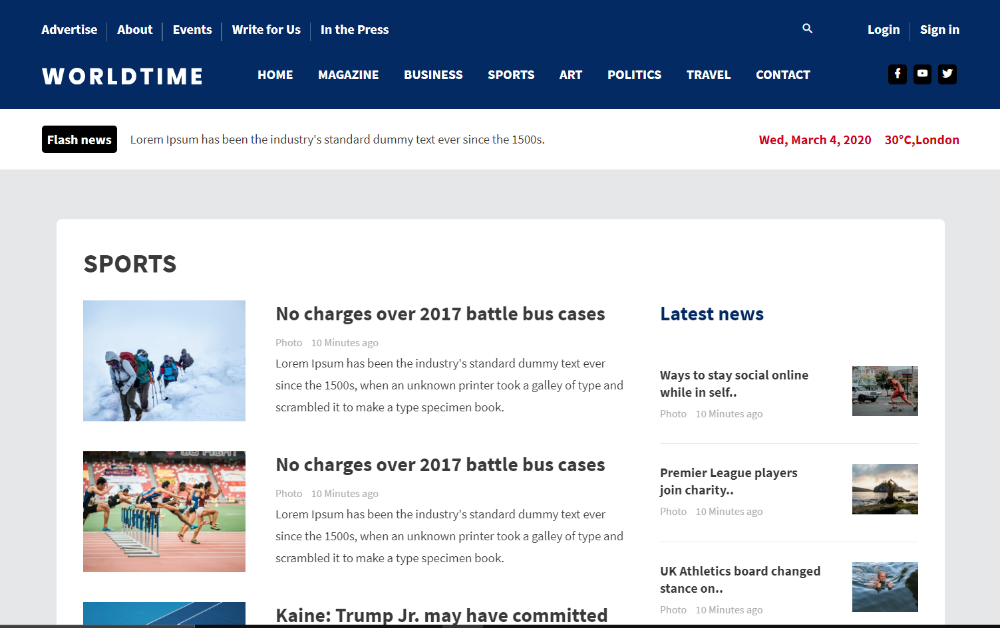 Advertise About Events Write for Us In the Press Login Sign in
WORLDTIME HOME MAGAZINE BUSINESS SPORTS ART POLITICS TRAVEL CONTACT
Flash news Lorem Ipsum has been the industry's standard dummy text ever since the 1500s. Wed, March 4, 2020 30°C,London
SPORTS
No charges over 2017 battle bus cases
Photo 10 Minutes ago
Lorem Ipsum has been the industry's standard dummy text ever
since the 1500s, when an unknown printer took a galley of type and
scrambled it to make a type specimen book.
No charges over 2017 battle bus cases
Photo 10 Minutes ago
Lorem Ipsum has been the industry's standard dummy text ever
since the 1500s, when an unknown printer took a galley of type and
scrambled it to make a type specimen book.
Kaine: Trump Jr. may have committed
Latest news
Ways to stay social online
while in self..
Photo 10 Minutes ago
Premier League players
join charity..
Photo 10 Minutes ago
UK Athletics board changed
stance on..
Photo 10 Minutes ago